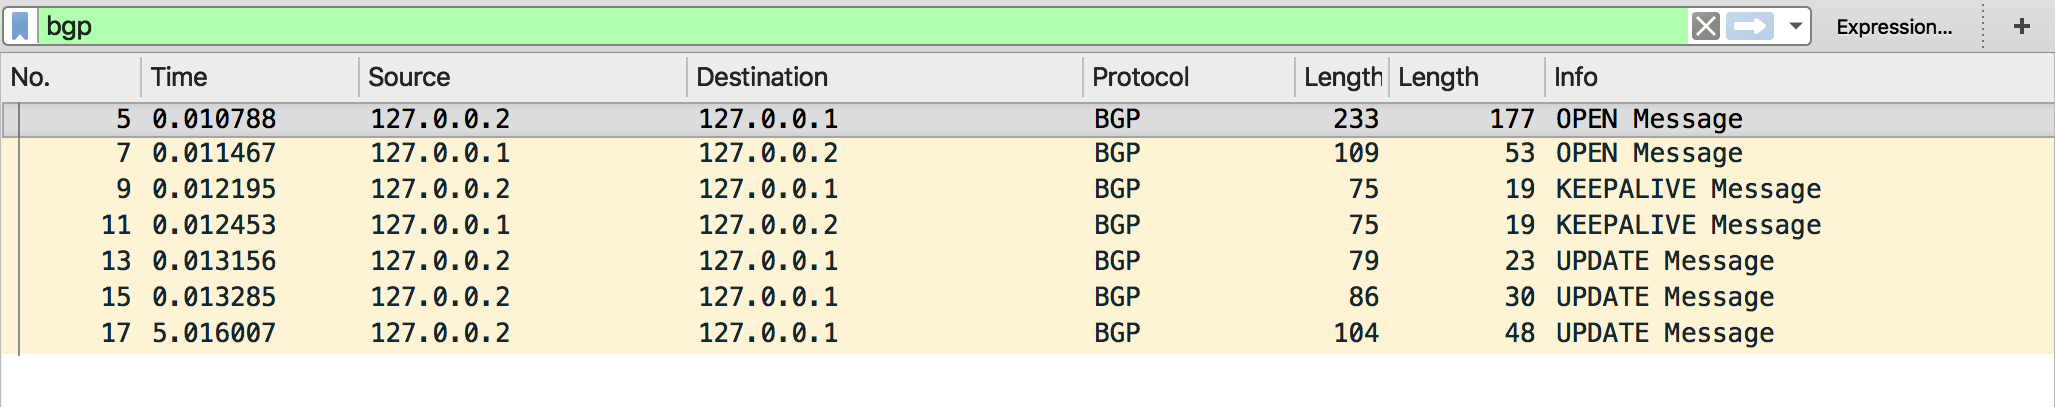 bgp Expression... +
No. Time Source Destination Protocol Length Length Info
5 0.010788 127.0.0.2 127.0.0.1 BGP 233 177 OPEN Message
7 0.011467 127.0.0.1 127.0.0.2 BGP 109 53 OPEN Message
9 0.012195 127.0.0.2 127.0.0.1 BGP 75 19 KEEPALIVE Message
11 0.012453 127.0.0.1 127.0.0.2 BGP 75 19 KEEPALIVE Message
13 0.013156 127.0.0.2 127.0.0.1 BGP 79 23 UPDATE Message
15 0.013285 127.0.0.2 127.0.0.1 BGP 86 30 UPDATE Message
17 5.016007 127.0.0.2 127.0.0.1 BGP 104 48 UPDATE Message